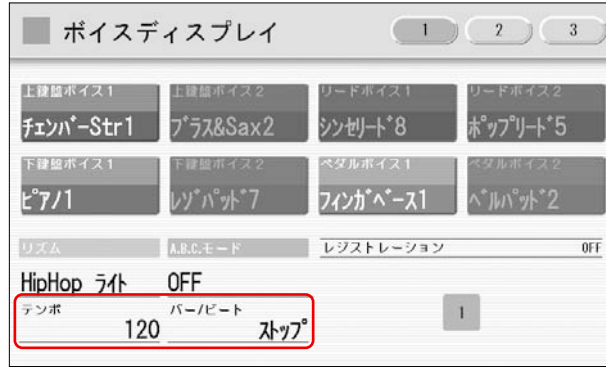 ボイスディスプレイ 1 2 3
上鍵盤ボイス1 上鍵盤ボイス2 リードボイス1 リードボイス2
チェンバーStr1 ブラス&Sax2 シンセリード8 ポップリード5
下鍵盤ボイス1 下鍵盤ボイス2 ペダルボイス1 ペダルボイス2
ピアノ1 レゾパッド7 フィンガベース1 ベルパッド2
リズム A.B.C.モード レジストレーション OFF
HipHop ライト OFF
テンポ バー/ビート 1
120 ストップ